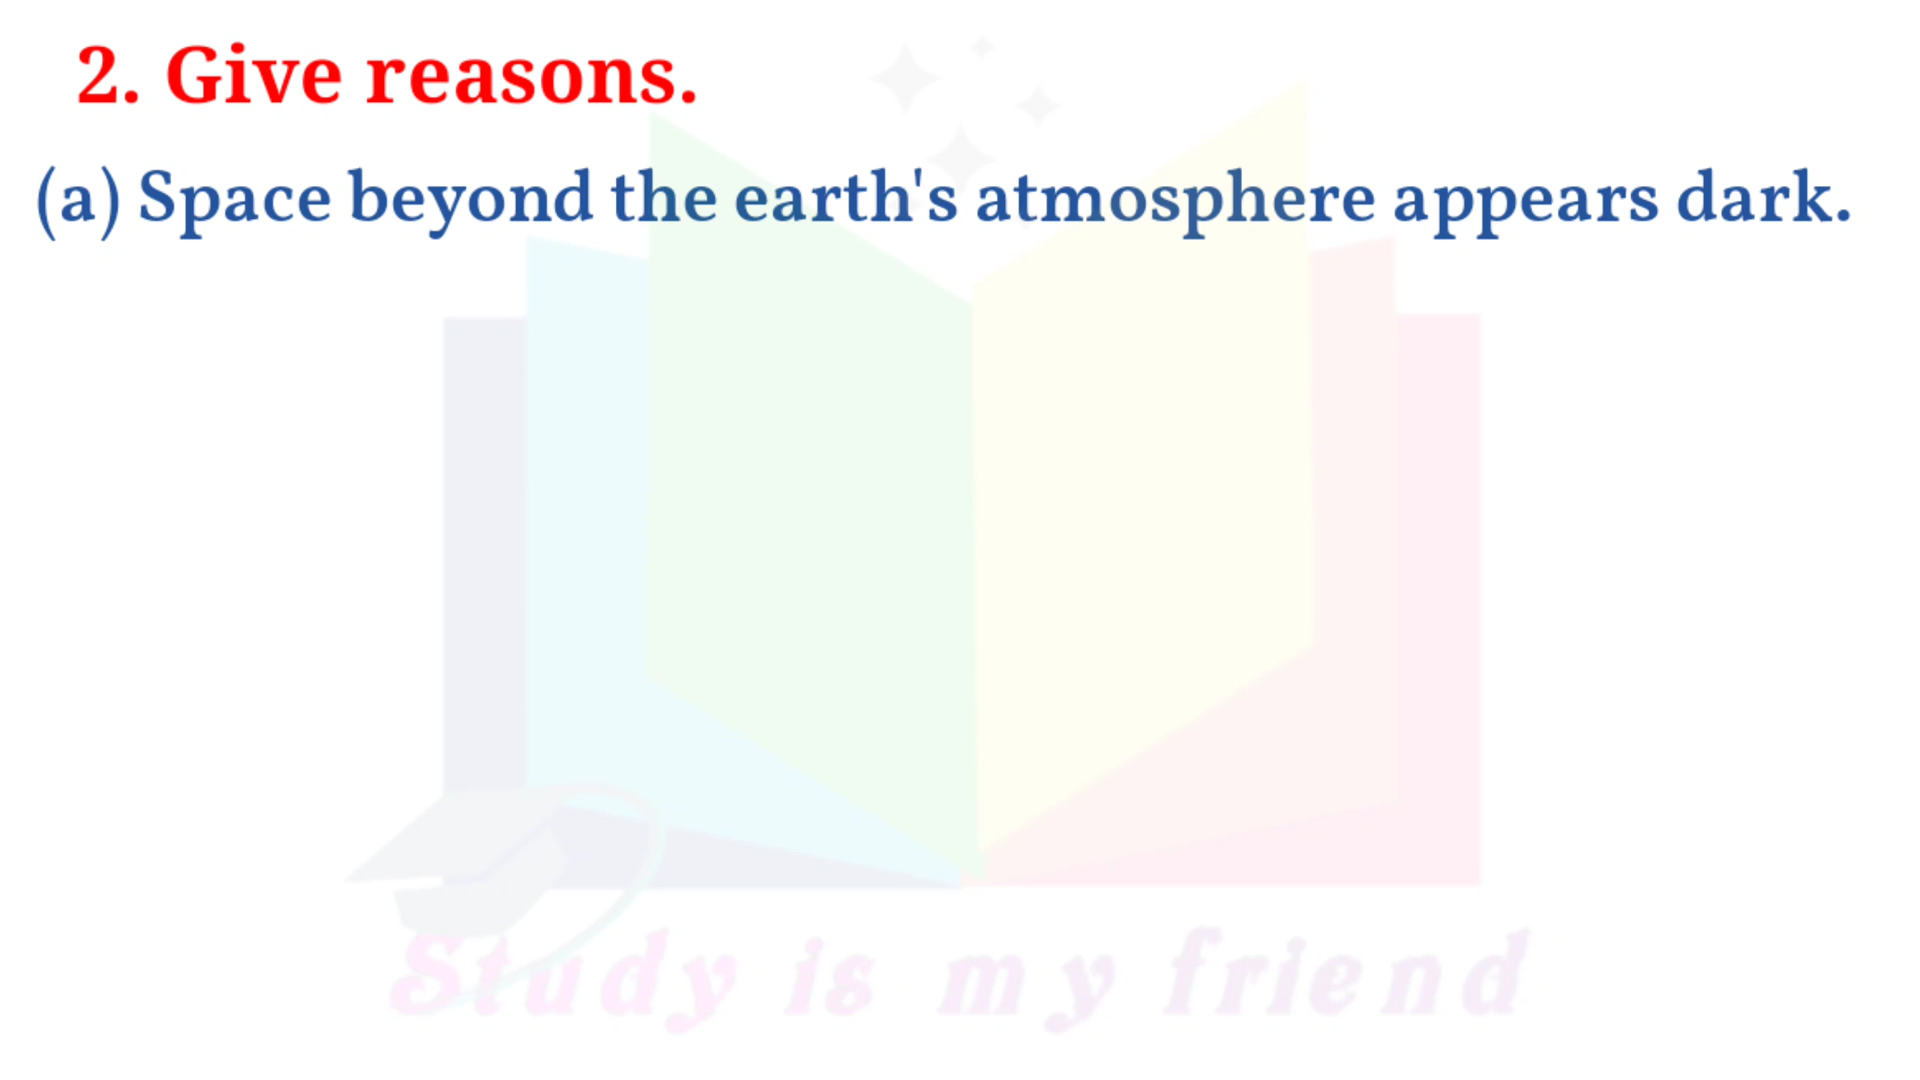 2. Give reasons.
(a) Space beyond the earth's atmosphere appears dark.
Study is my friend